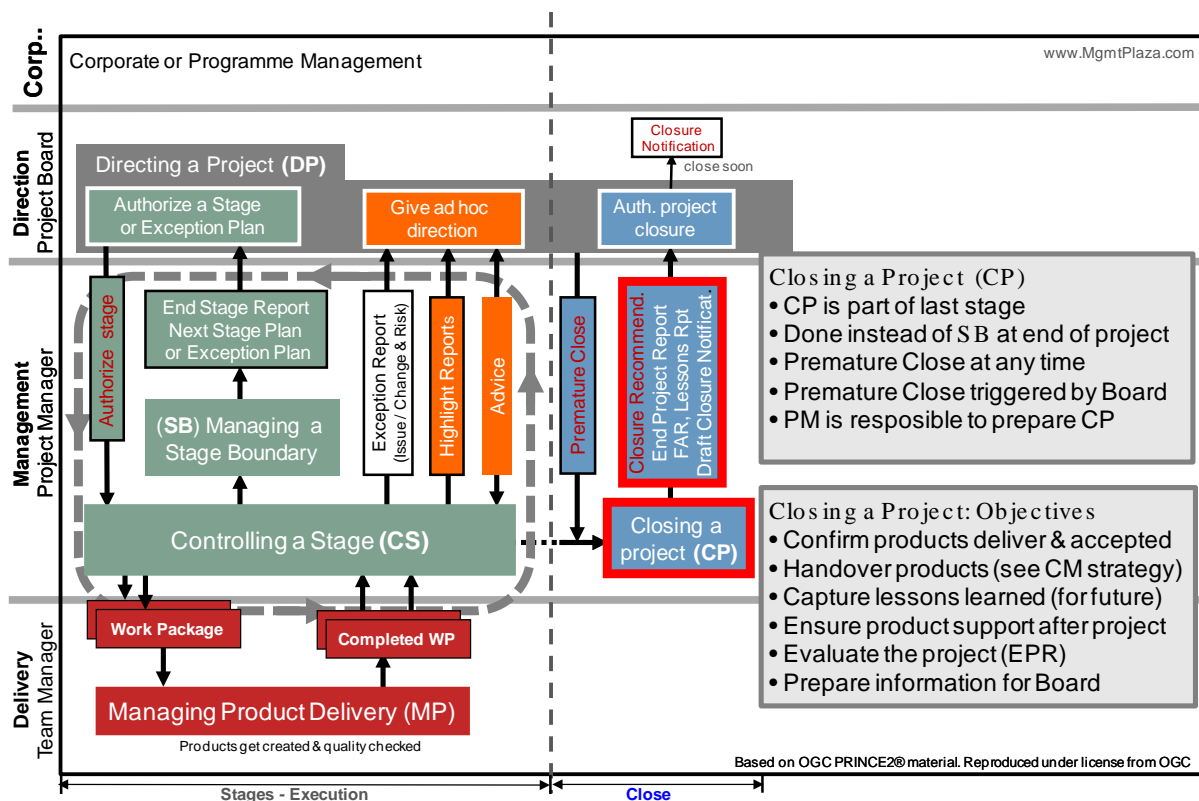 Corp..
Corporate or Programme Management
www.MgmtPlaza.com
Direction
Project Board
Directing a Project (DP)
Authorize a Stage
or Exception Plan
Give ad hoc
direction
Closure
Notification
close soon
Auth. project
closure
Management
Project Manager
Authorize stage
End Stage Report
Next Stage Plan
or Exception Plan
(SB) Managing a
Stage Boundary
Exception Report
(Issue / Change & Risk)
Highlight Reports
Advice
Premature Close
Closure Recommend.
End Project Report
FAR, Lessons Rpt
Draft Closure Notificat.
Controlling a Stage (CS)
Closing a
project (CP)
Closing a Project (CP)
• CP is part of last stage
• Done instead of SB at end of project
• Premature Close at any time
• Premature Close triggered by Board
• PM is resposible to prepare CP
Closing a Project: Objectives
• Confirm products deliver & accepted
• Handover products (see CM strategy)
• Capture lessons learned (for future)
• Ensure product support after project
• Evaluate the project (EPR)
• Prepare information for Board
Delivery
Team Manager
Work Package
Completed WP
Managing Product Delivery (MP)
Products get created & quality checked
Based on OGC PRINCE2® material. Reproduced under license from OGC
Stages - Execution
Close